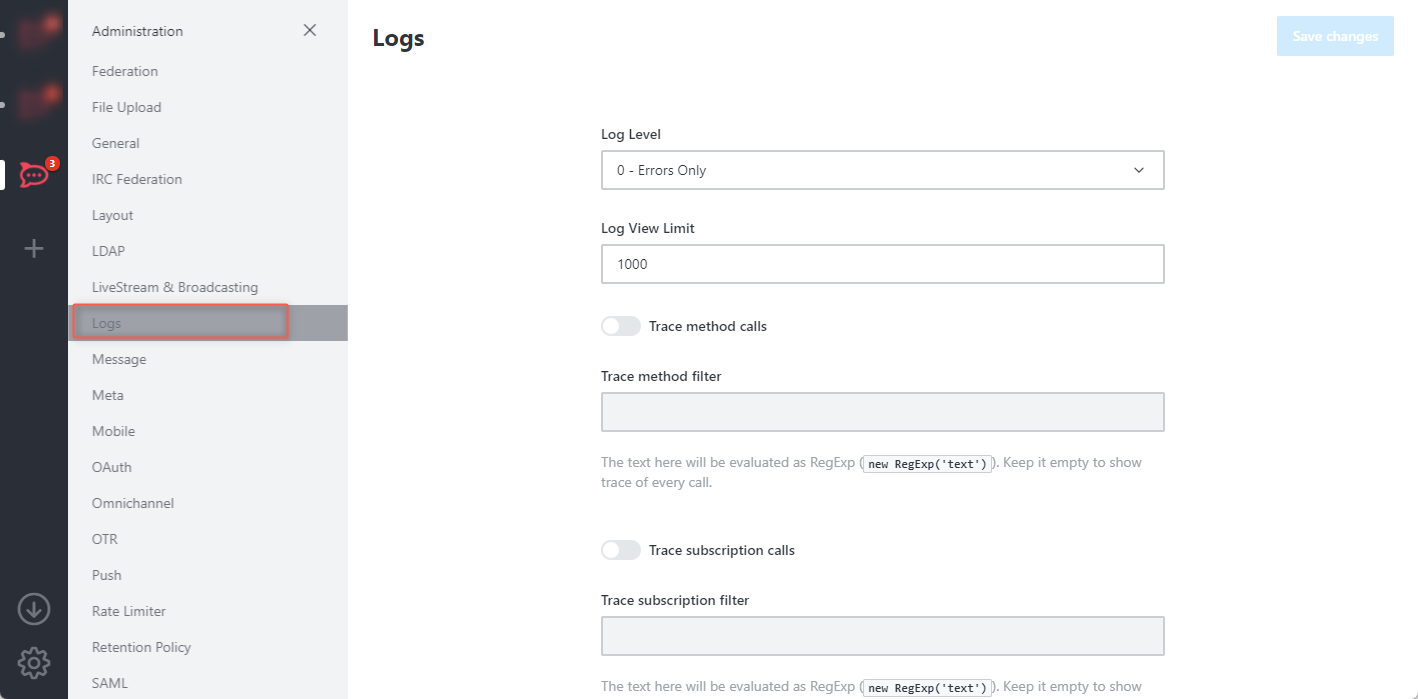 3
Administration
Federation
File Upload
General
IRC Federation
Layout
LDAP
LiveStream & Broadcasting
Logs
Message
Meta
Mobile
OAuth
Omnichannel
OTR
Push
Rate Limiter
Retention Policy
SAML
Logs
Save changes
Log Level
0 - Errors Only
Log View Limit
1000
Trace method calls
Trace method filter
The text here will be evaluated as RegExp (new RegExp('text')). Keep it empty to show
trace of every call.
Trace subscription calls
Trace subscription filter
The text here will be evaluated as RegExp (new RegExp('text')). Keep it empty to show